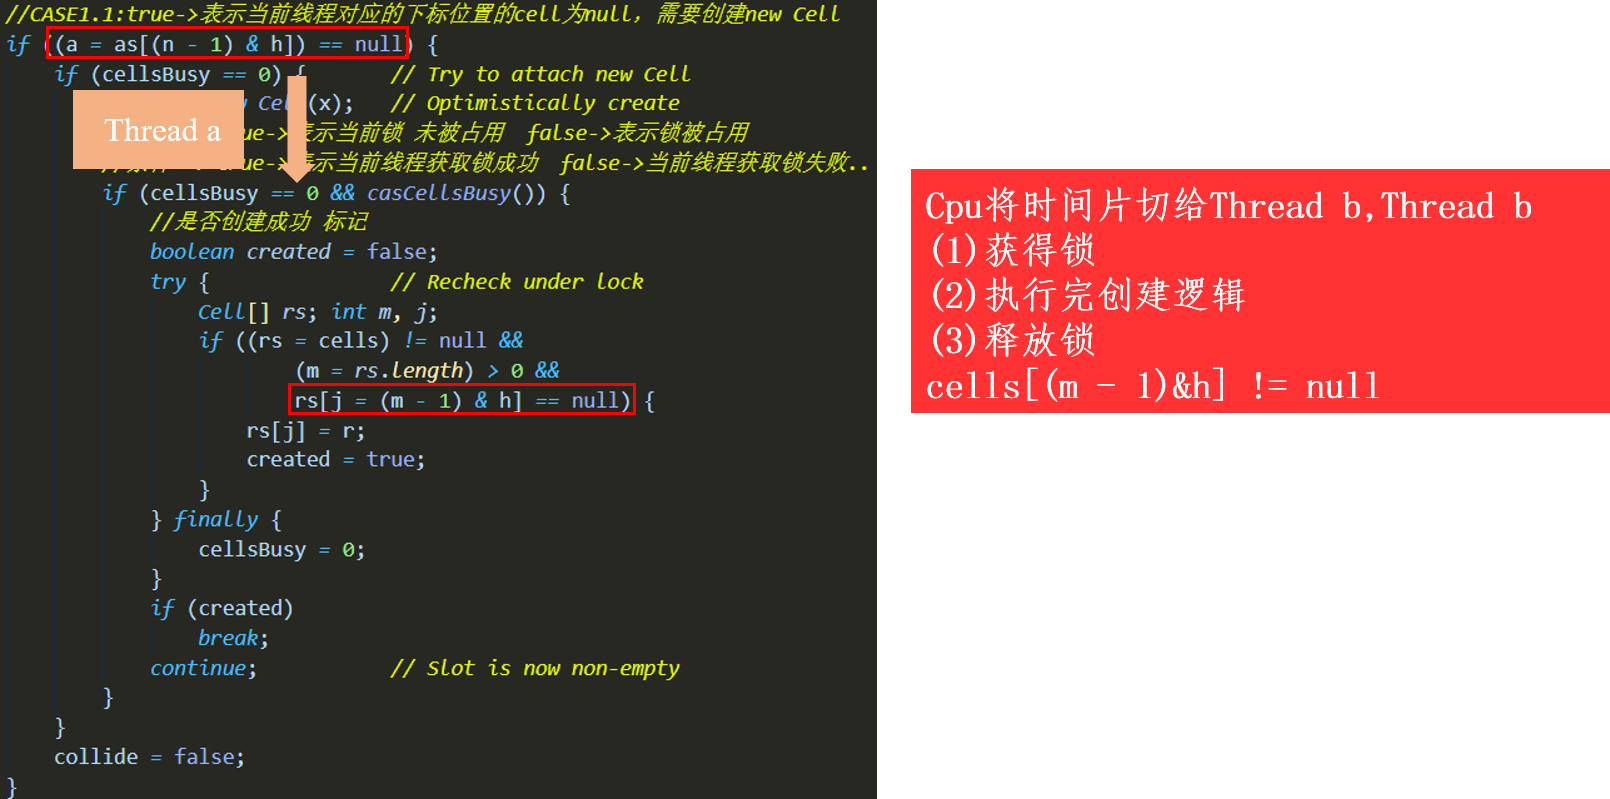 //CASE1.1:true->表示当前线程对应的下标位置的cell为null，需要创建new Cell
if ((a = as[(n - 1) & h]) == null) {
if (cellsBusy == 0) { // Try to attach new Cell
Thread a
(x); // Optimistically create
ue->表示当前锁 未被占用 false->表示锁被占用
ue->表示当前线程获取锁成功 false->当前线程获取锁失败..
if (cellsBusy == 0 && casCellsBusy()) {
//是否创建成功 标记
boolean created = false;
try { // Recheck under lock
Cell[] rs; int m, j;
if ((rs = cells) != null &&
(m = rs.length) > 0 &&
rs[j = (m - 1) & h] == null) {
rs[j] = r;
created = true;
}
} finally {
cellsBusy = 0;
}
if (created)
break;
continue; // Slot is now non-empty
}
}
collide = false;
}
Cpu将时间片切给Thread b,Thread b
(1)获得锁
(2)执行完创建逻辑
(3)释放锁
cells[(m - 1)&h] != null